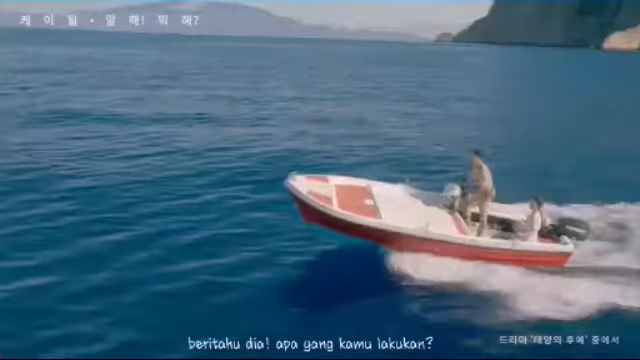 케이윌 • 말해! 뭐해?
beritahu dia! apa yang kamu lakukan?
드라마 '태양의 후예' 중에서